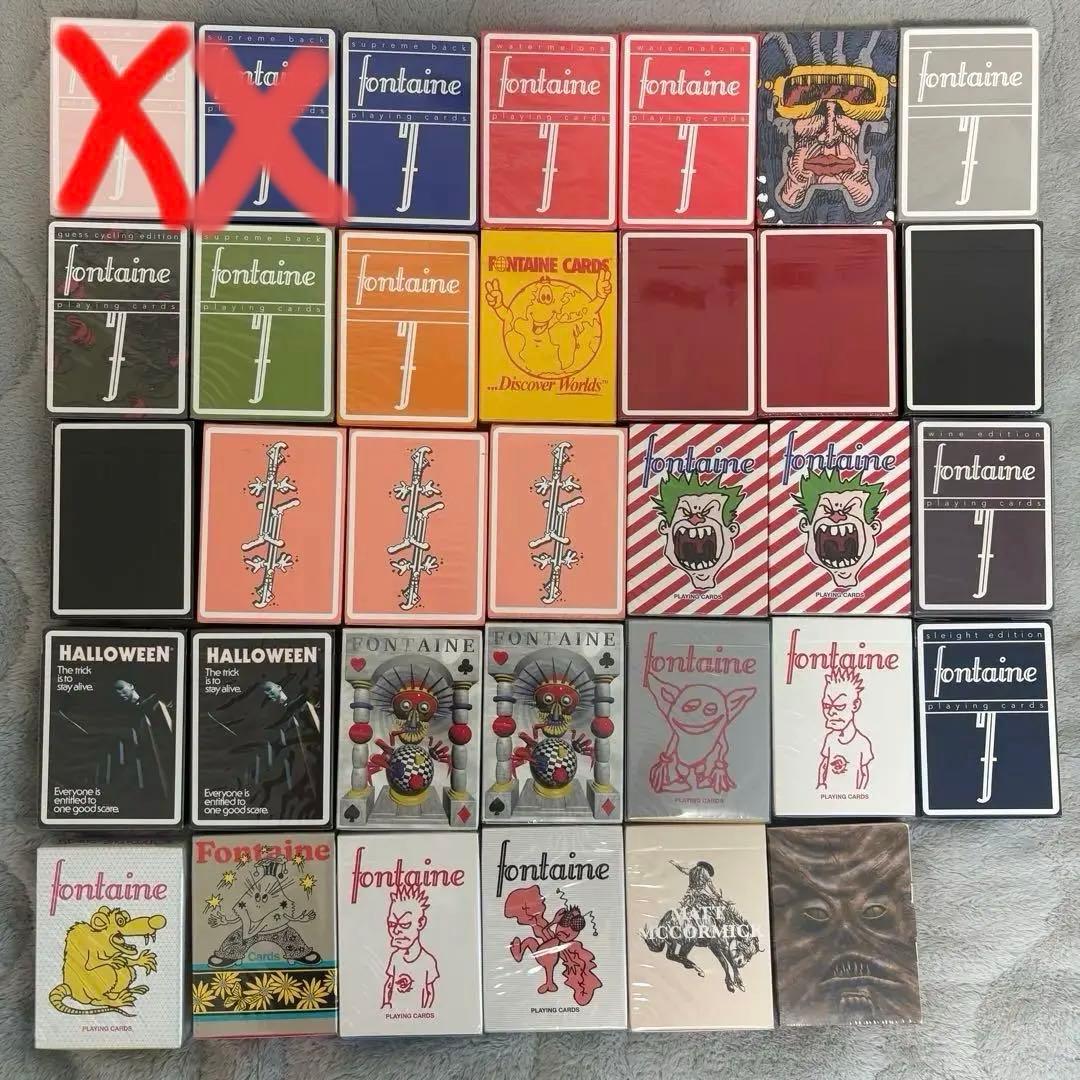 supreme back
fontaine
playing cards
supreme back
fontaine
playing cards
watermelons
fontaine
playing cards
watermelons
fontaine
playing cards
fontaine
guess cycling edition
fontaine
playing cards
supreme back
fontaine
playing cards
fontaine
FONTAINE CARDS
...Discover Worlds™
fontaine
PLAYING CARDS
fontaine
PLAYING CARDS
wine edition
fontaine
playing cards
HALLOWEEN
The trick
is to
stay alive.
Everyone is
entitled to
one good scare.
HALLOWEEN
The trick
is to
stay alive.
Everyone is
entitled to
one good scare.
FONTAINE
FONTAINE
fontaine
PLAYING CARDS
fontaine
PLAYING CARDS
sleight edition
fontaine
playing cards
fontaine
PLAYING CARDS
Fontaine
Cards
fontaine
PLAYING CARDS
fontaine
PLAYING CARDS
MATT
MCCORMICK